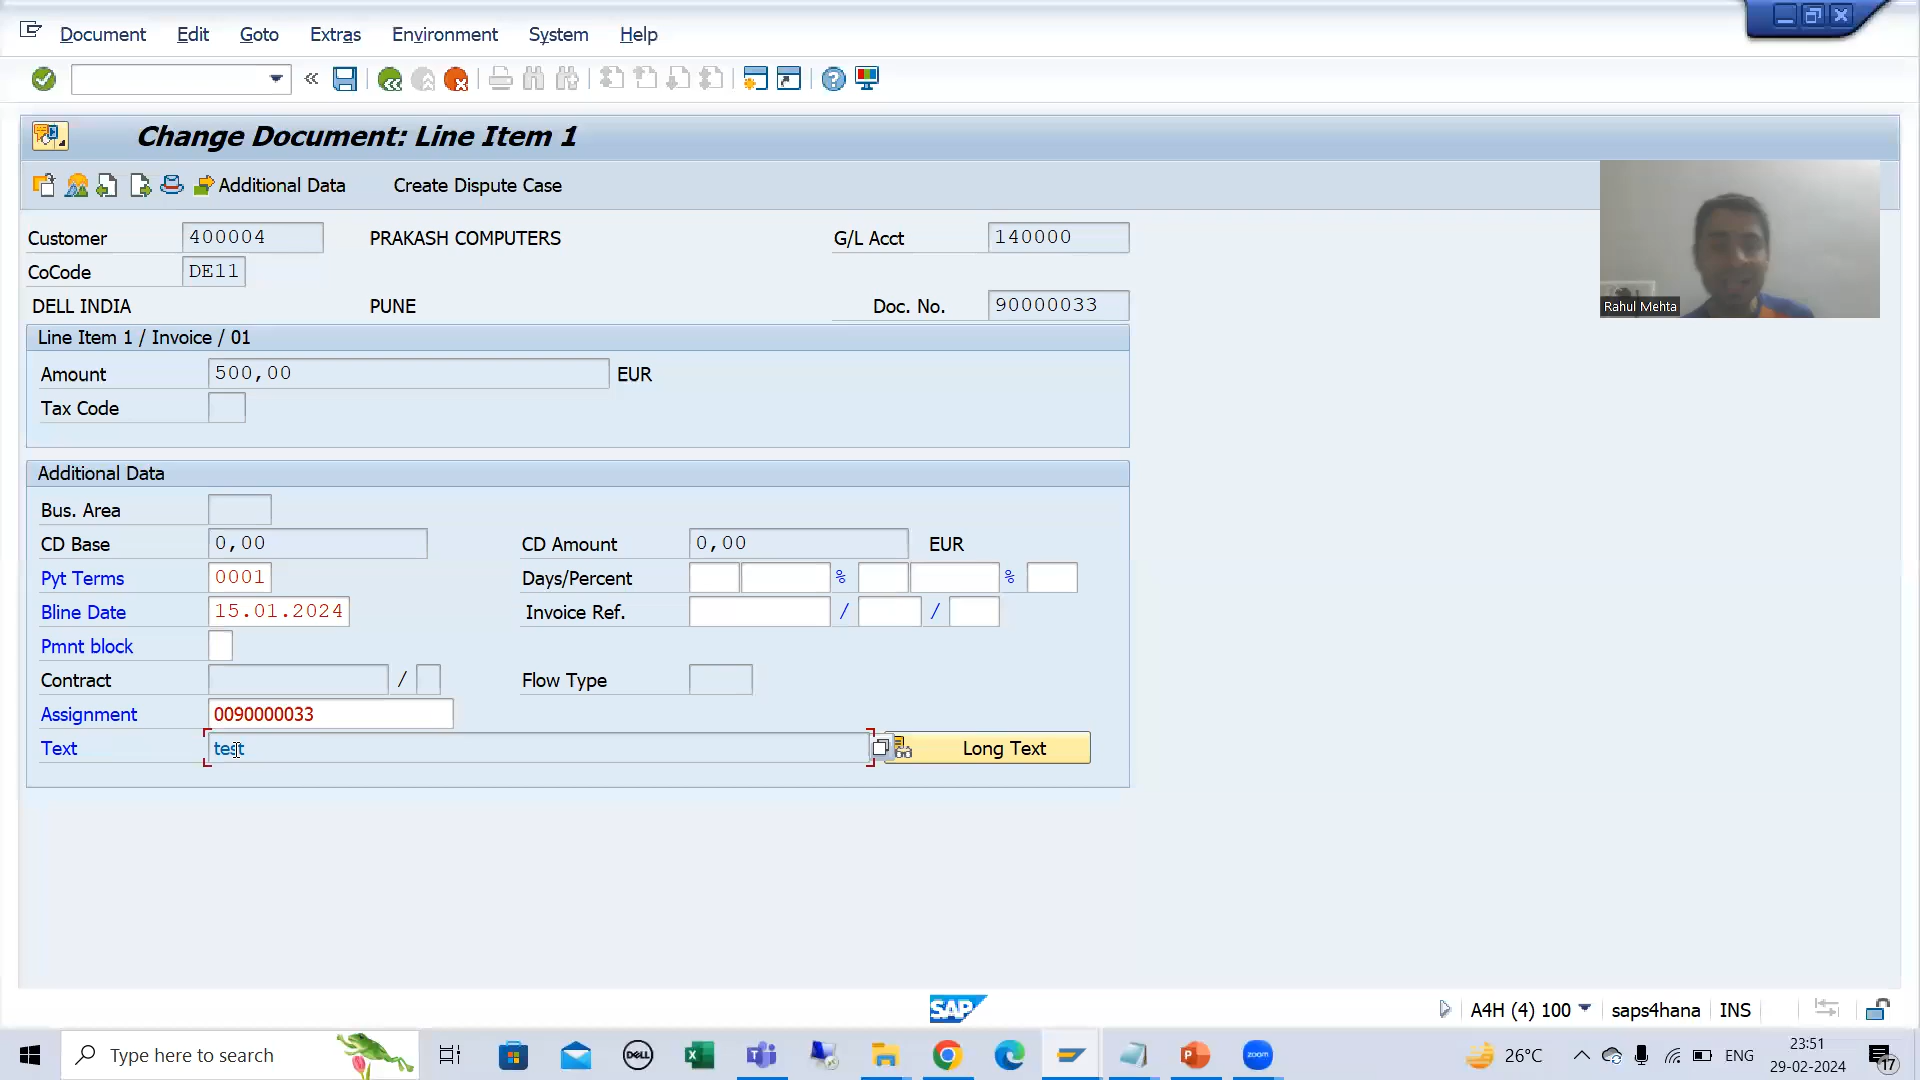 Document Edit Goto Extras Environment System Help
Change Document: Line Item 1
Additional Data Create Dispute Case
Customer 400004 PRAKASH COMPUTERS G/L Acct 140000
CoCode DE11
DELL INDIA PUNE Doc. No. 90000033
Rahul Mehta
Line Item 1 / Invoice / 01
Amount 500,00 EUR
Tax Code
Additional Data
Bus. Area
CD Base 0,00 CD Amount 0,00 EUR
Pyt Terms 0001 Days/Percent % %
Bline Date 15.01.2024 Invoice Ref. / /
Pmnt block
Contract / Flow Type
Assignment 0090000033
Text test Long Text
SAP A4H (4) 100 saps4hana INS
Type here to search DELL zoom 26°C ENG 23:51
29-02-2024 17